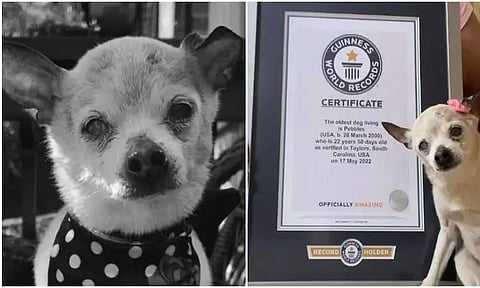 GUINNESS
WORLD
RECORDS
CERTIFICATE
The oldest dog living
is Pebbles
(USA, b. 28 March 2000)
who is 22 years 50 days old
as verified in Taylors, South
Carolina, USA
on 17 May 2022
OFFICIALLY AMAZING
RECORD HOLDER